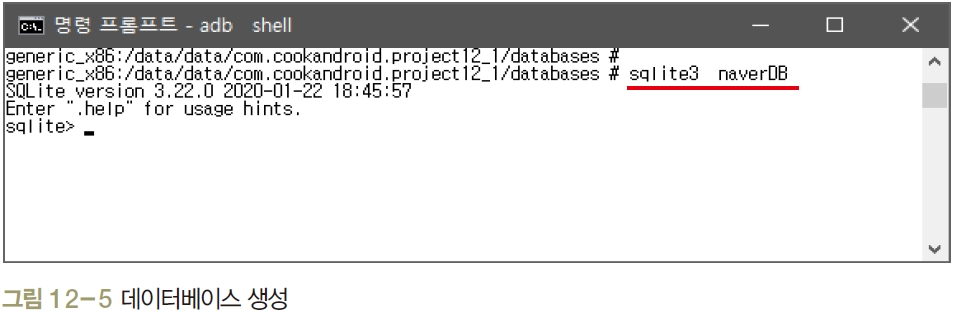 명령 프롬프트 - adb shell
generic_x86:/data/data/com.cookandroid.project12_1/databases #
generic_x86:/data/data/com.cookandroid.project12_1/databases # sqlite3 naverDB
SQLite version 3.22.0 2020-01-22 18:45:57
Enter ".help" for usage hints.
sqlite>
그림 12-5 데이터베이스 생성